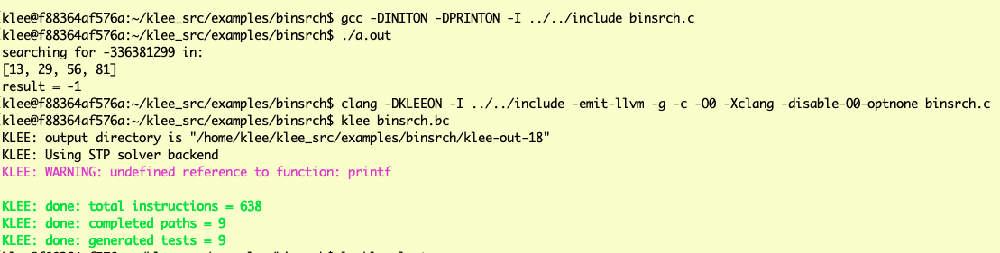 klee@f88364af576a:~/klee_src/examples/binsrch$ gcc -DINITON -DPRINTON -I ../../include binsrch.c
klee@f88364af576a:~/klee_src/examples/binsrch$ ./a.out
searching for -336381299 in:
[13, 29, 56, 81]
result = -1
klee@f88364af576a:~/klee_src/examples/binsrch$ clang -DKLEEON -I ../../include -emit-llvm -g -c -O0 -Xclang -disable-O0-optnone binsrch.c
klee@f88364af576a:~/klee_src/examples/binsrch$ klee binsrch.bc
KLEE: output directory is "/home/klee/klee_src/examples/binsrch/klee-out-18"
KLEE: Using STP solver backend
KLEE: WARNING: undefined reference to function: printf
KLEE: done: total instructions = 638
KLEE: done: completed paths = 9
KLEE: done: generated tests = 9